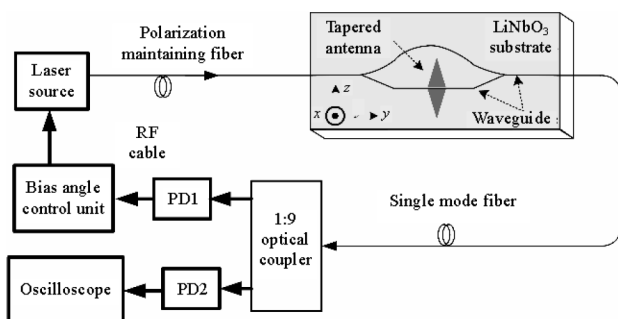 Polarization
maintaining fiber
Tapered
antenna
LiNbO3
substrate
Laser
source
z
x
y
Waveguide
RF
cable
Bias angle
control unit
PD1
1:9
optical
coupler
Single mode fiber
Oscilloscope
PD2